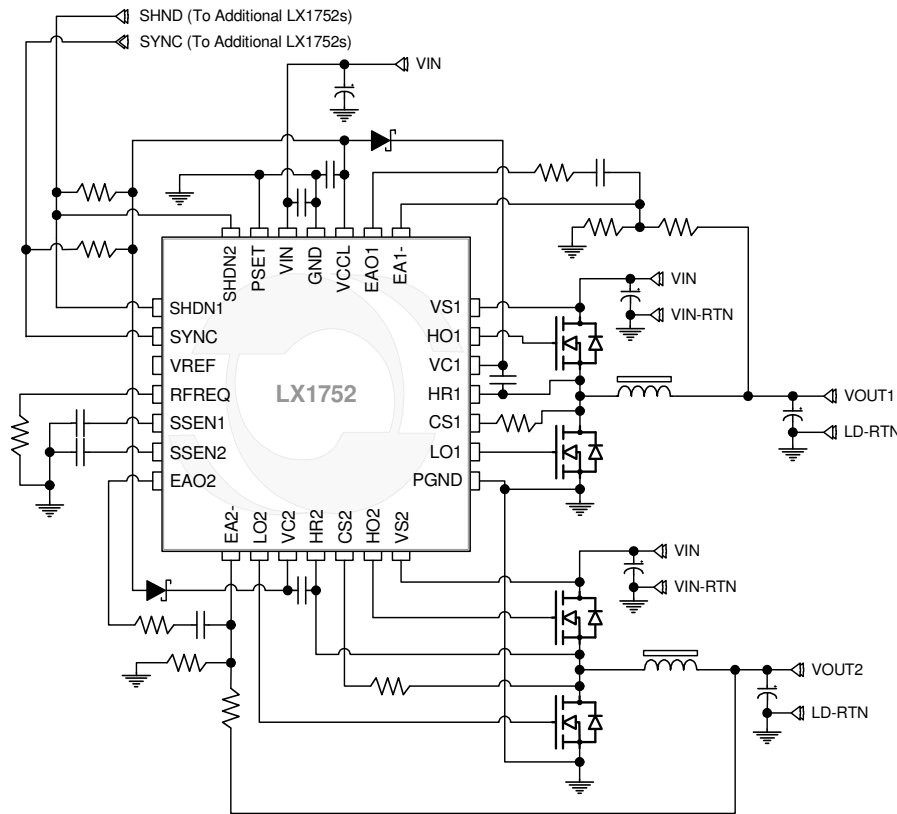 SHND (To Additional LX1752s)
SYNC (To Additional LX1752s)
VIN
SHDN2
PSET
VIN
GND
VCCL
EAO1
EA1-
SHDN1
SYNC
VREF
RFREQ
SSEN1
SSEN2
EAO2
LX1752
VS1
HO1
VC1
HR1
CS1
LO1
PGND
EA2-
LO2
VC2
HR2
CS2
HO2
VS2
VIN
VIN-RTN
VOUT1
LD-RTN
VIN
VIN-RTN
VOUT2
LD-RTN